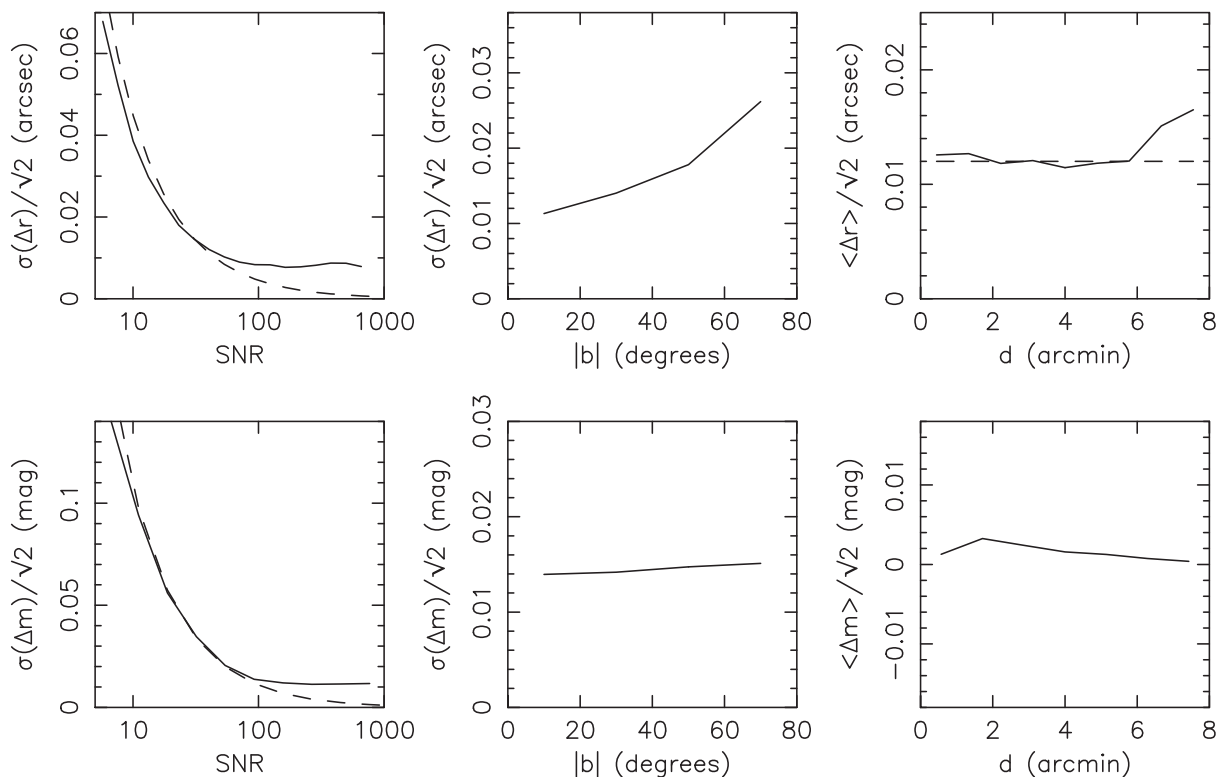 σ(Δr)/√2 (arcsec)
0 0.02 0.04 0.06
10 100 1000
SNR
σ(Δr)/√2 (arcsec)
0 0.01 0.02 0.03
0 20 40 60 80
|b| (degrees)
<Δr>/√2 (arcsec)
0 0.01 0.02
0 2 4 6 8
d (arcmin)
σ(Δm)/√2 (mag)
0 0.05 0.1
10 100 1000
SNR
σ(Δm)/√2 (mag)
0 0.01 0.02 0.03
0 20 40 60 80
|b| (degrees)
<Δm>/√2 (mag)
−0.01 0 0.01
0 2 4 6 8
d (arcmin)